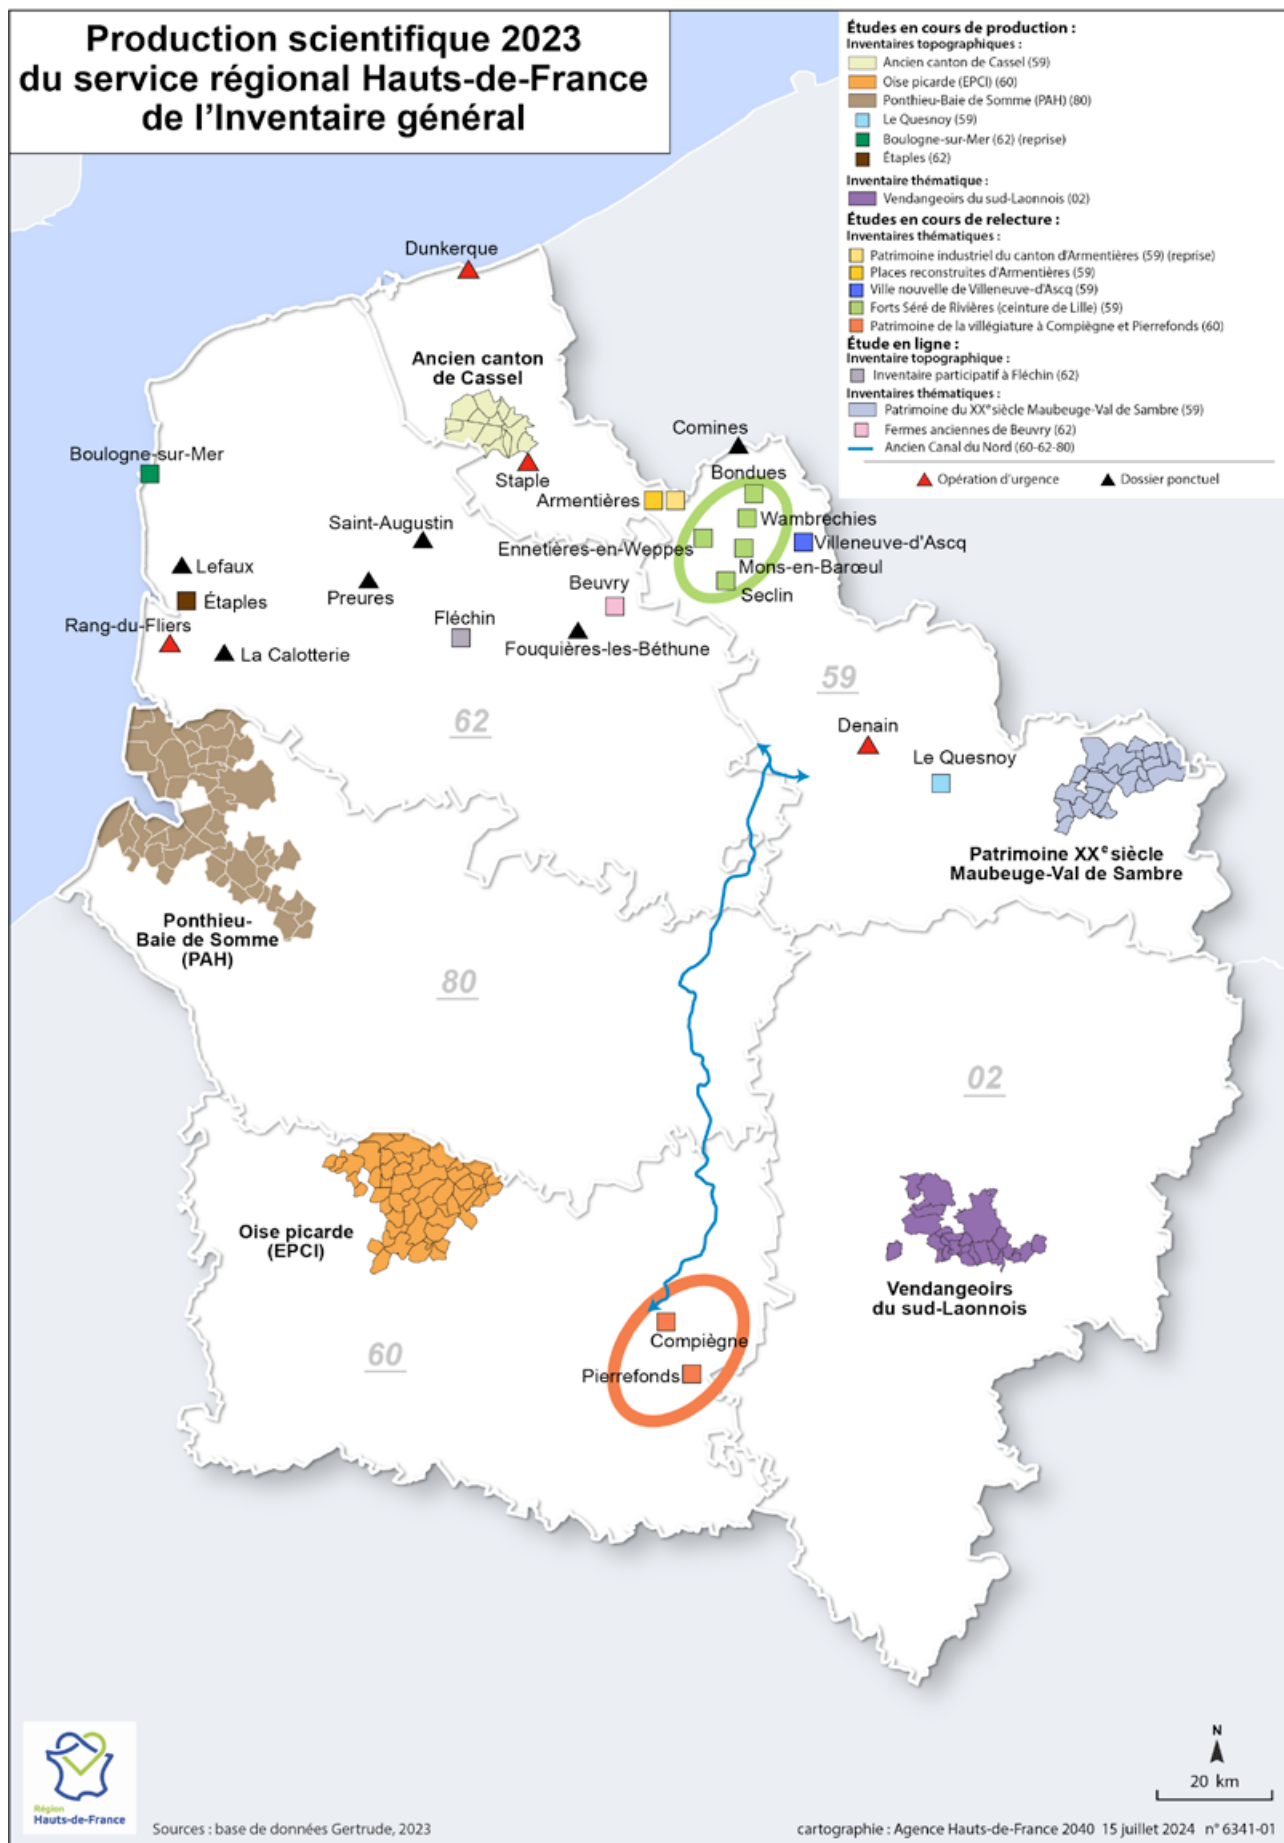 Production scientifique 2023
du service régional Hauts-de-France
de l'Inventaire général
Études en cours de production :
Inventaires topographiques :
Ancien canton de Cassel (59)
Oise picarde (EPCI) (60)
Ponthieu-Baie de Somme (PAH) (80)
Le Quesnoy (59)
Boulogne-sur-Mer (62) (reprise)
Étaples (62)
Inventaire thématique :
Vendangeoirs du sud-Laonnois (02)
Études en cours de relecture :
Inventaires thématiques :
Patrimoine industriel du canton d'Armentières (59) (reprise)
Places reconstruites d'Armentières (59)
Ville nouvelle de Villeneuve-d'Ascq (59)
Forts Séré de Rivières (ceinture de Lille) (59)
Patrimoine de la villégiature à Compiègne et Pierrefonds (60)
Étude en ligne :
Inventaire topographique :
Inventaire participatif à Fléchin (62)
Inventaires thématiques :
Patrimoine du XXe siècle Maubeuge-Val de Sambre (59)
Fermes anciennes de Beuvry (62)
Ancien Canal du Nord (60-62-80)
Opération d'urgence
Dossier ponctuel
Dunkerque
Ancien canton
de Cassel
Comines
Boulogne-sur-Mer
Bondues
Staple
Armentières
Wambrechies
Saint-Augustin
Ennetières-en-Weppes
Villeneuve-d'Ascq
Lefaux
Mons-en-Barœul
Preures
Beuvry
Seclin
Étaples
Fléchin
Rang-du-Fliers
La Calotterie
Fouquières-les-Béthune
59
62
Denain
Le Quesnoy
Patrimoine XXe siècle
Maubeuge-Val de Sambre
Ponthieu-
Baie de Somme
(PAH)
80
02
Oise picarde
(EPCI)
Vendangeoirs
du sud-Laonnois
Compiègne
60
Pierrefonds
N
20 km
Région
Hauts-de-France
Sources : base de données Gertrude, 2023
cartographie : Agence Hauts-de-France 2040 15 juillet 2024 n° 6341-01